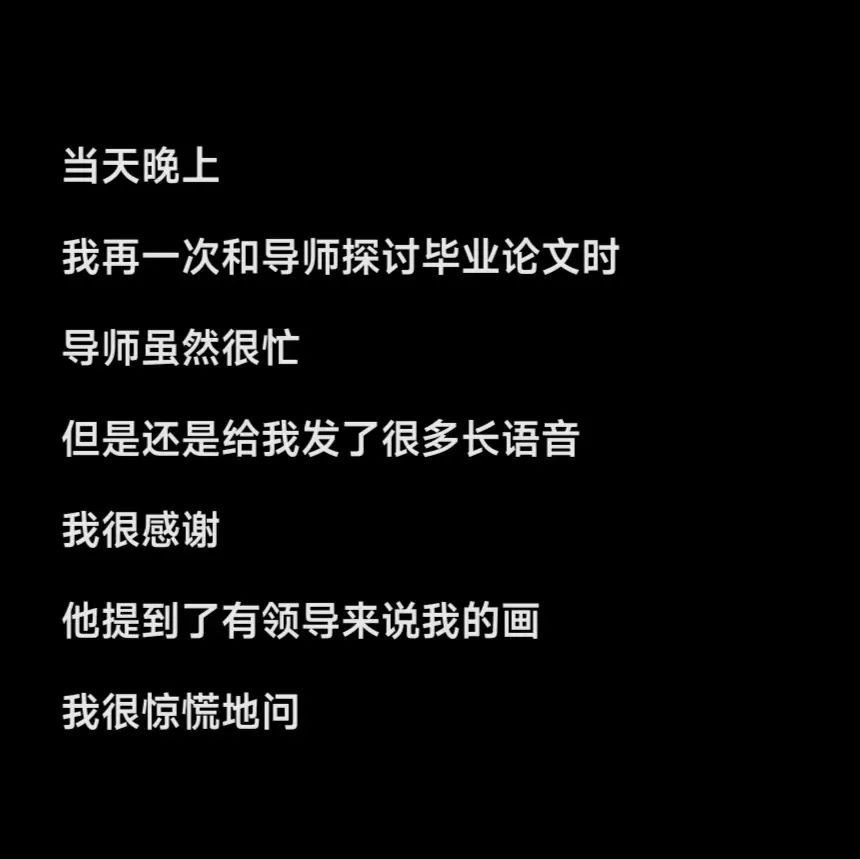 当天晚上
我再一次和导师探讨毕业论文时
导师虽然很忙
但是还是给我发了很多长语音
我很感谢
他提到了有领导来说我的画
我很惊慌地问